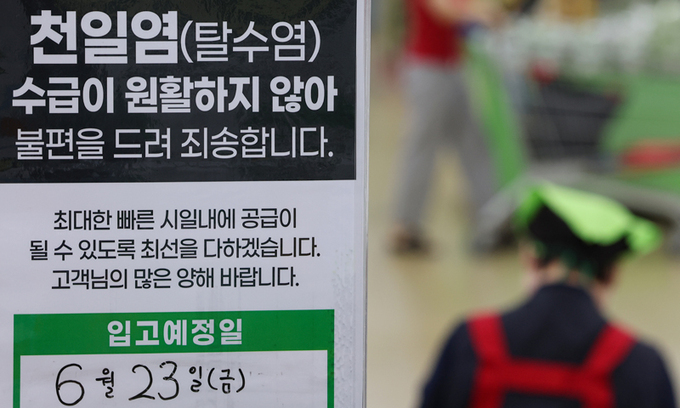 천일염(탈수염)
수급이 원활하지 않아
불편을 드려 죄송합니다.
최대한 빠른 시일내에 공급이
될 수 있도록 최선을 다하겠습니다.
고객님의 많은 양해 바랍니다.
입고예정일
6월 23일(금)